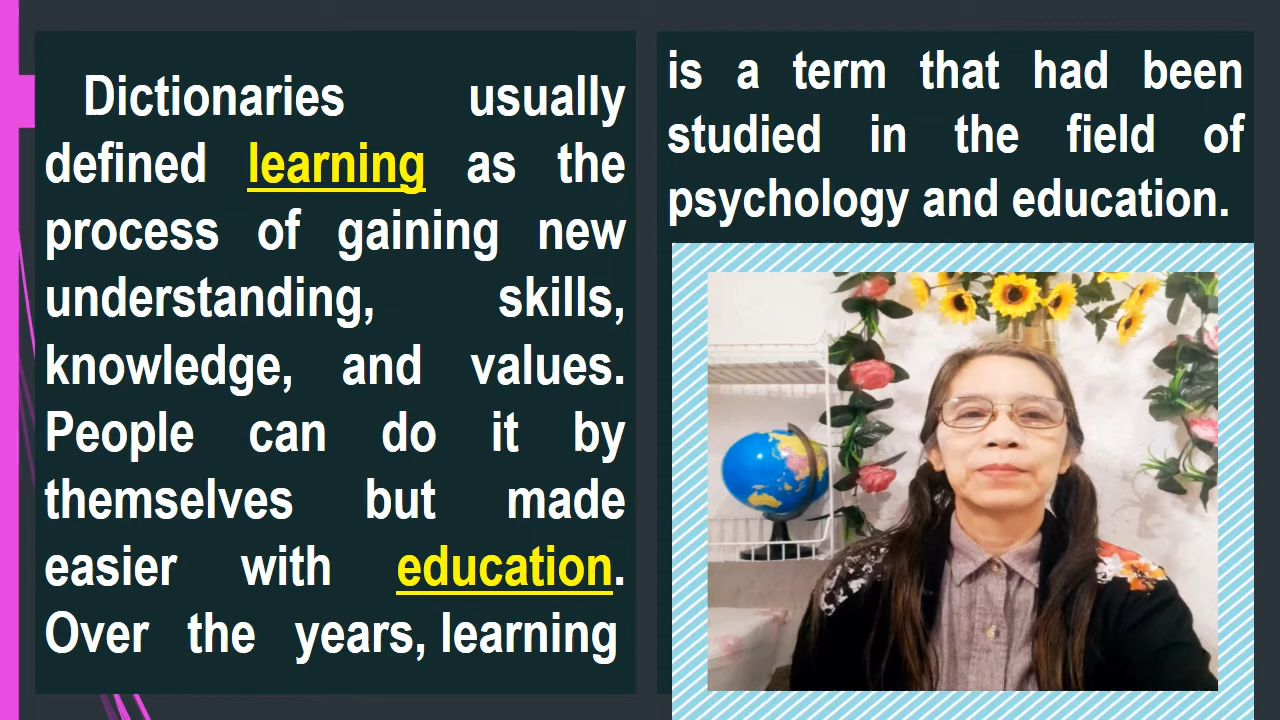 Dictionaries usually
defined learning as the
process of gaining new
understanding, skills,
knowledge, and values.
People can do it by
themselves but made
easier with education.
Over the years, learning
is a term that had been
studied in the field of
psychology and education.